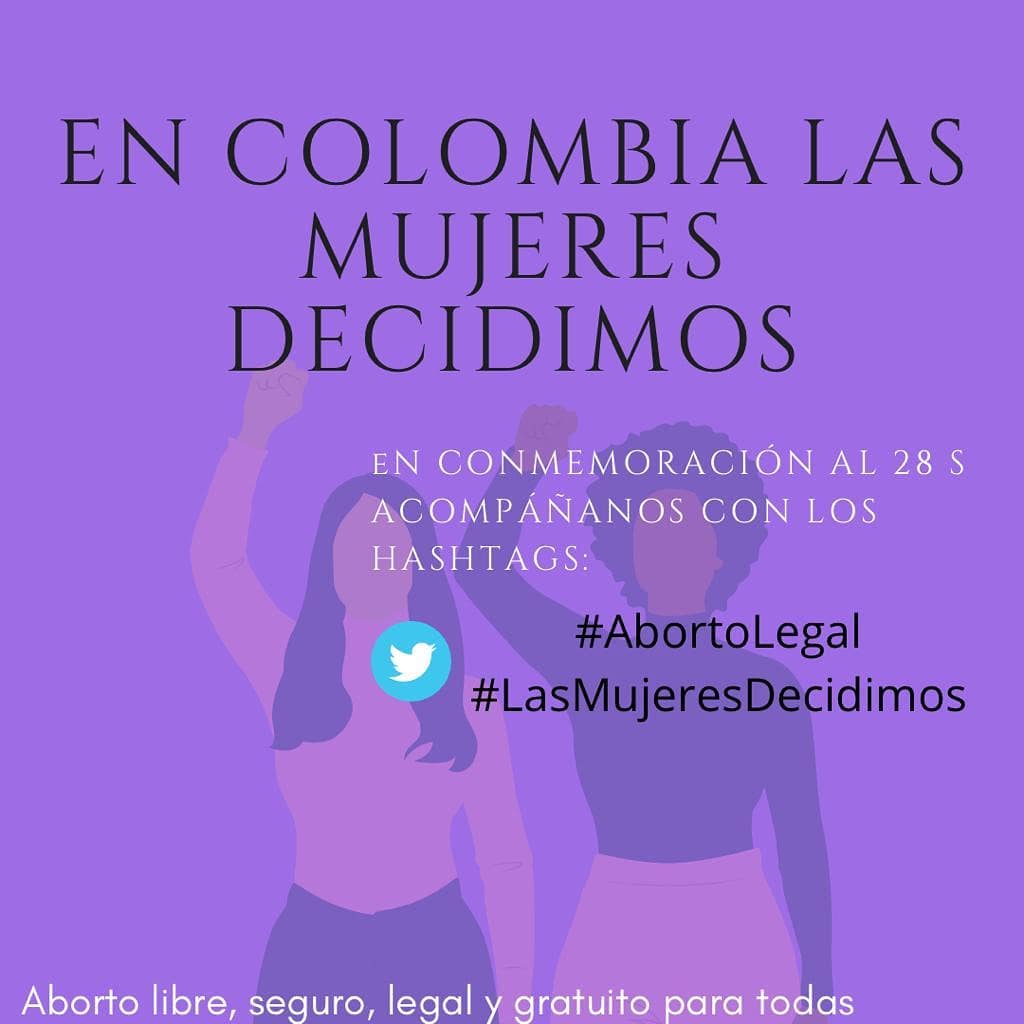 EN COLOMBIA LAS
MUJERES
DECIDIMOS
EN CONMEMORACIÓN AL 28 S
ACOMPÁÑANOS CON LOS
HASHTAGS:
#AbortoLegal
#LasMujeresDecidimos
Aborto libre, seguro, legal y gratuito para todas